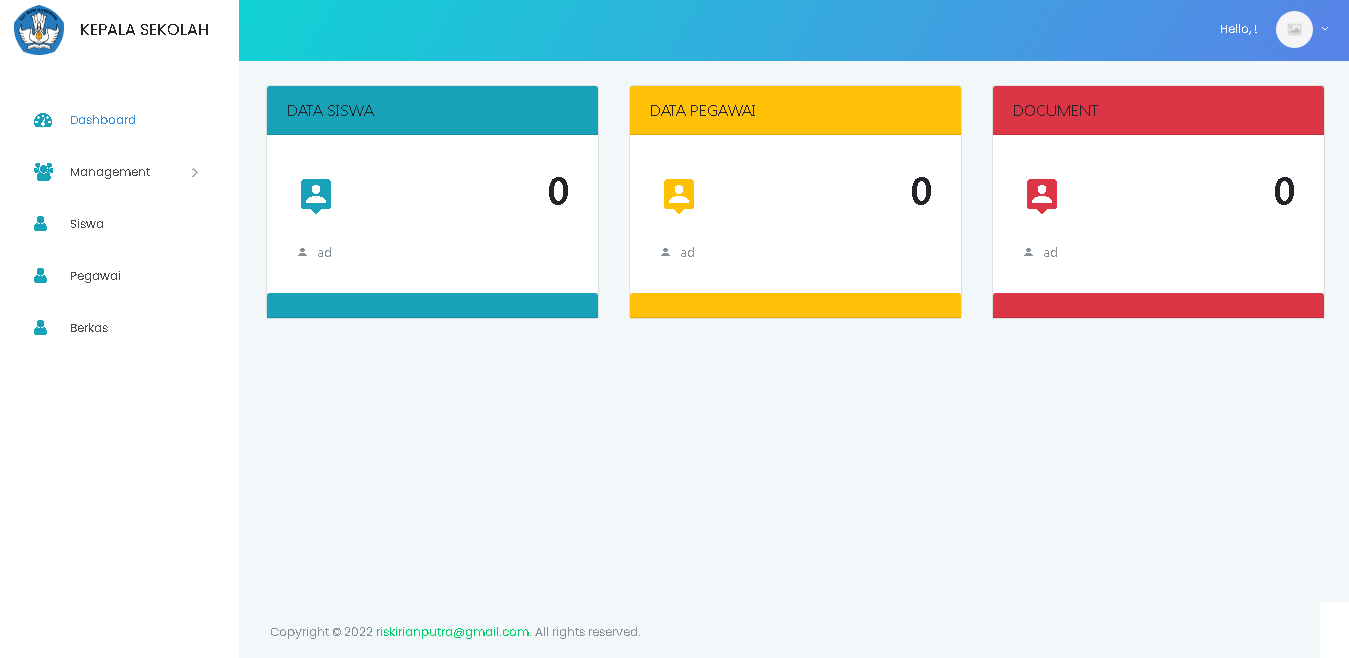 KEPALA SEKOLAH
Hello, !
Dashboard
Management
Siswa
Pegawai
Berkas
DATA SISWA
0
ad
DATA PEGAWAI
0
ad
DOCUMENT
0
ad
Copyright © 2022 riskirianputra@gmail.com. All rights reserved.